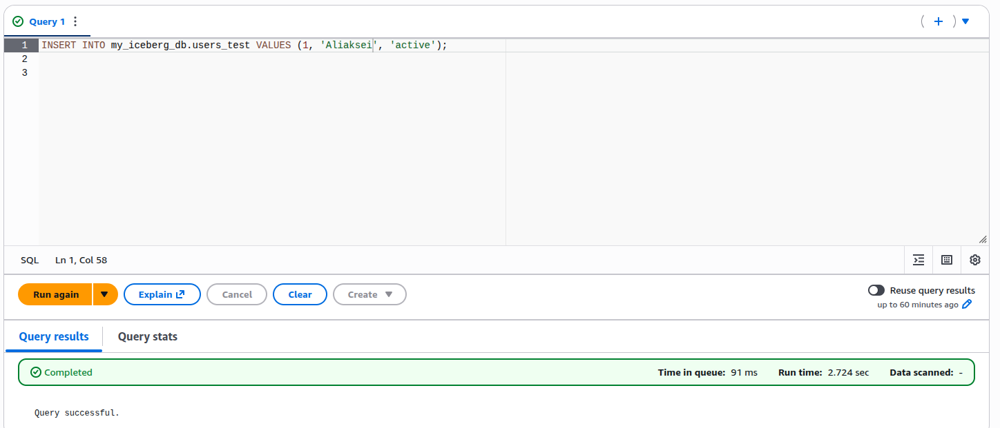 Query 1
1 INSERT INTO my_iceberg_db.users_test VALUES (1, 'Aliaksei', 'active');
2
3
SQL Ln 1, Col 58
Run again Explain Cancel Clear Create Reuse query results
up to 60 minutes ago
Query results Query stats
Completed Time in queue: 91 ms Run time: 2.724 sec Data scanned: -
Query successful.